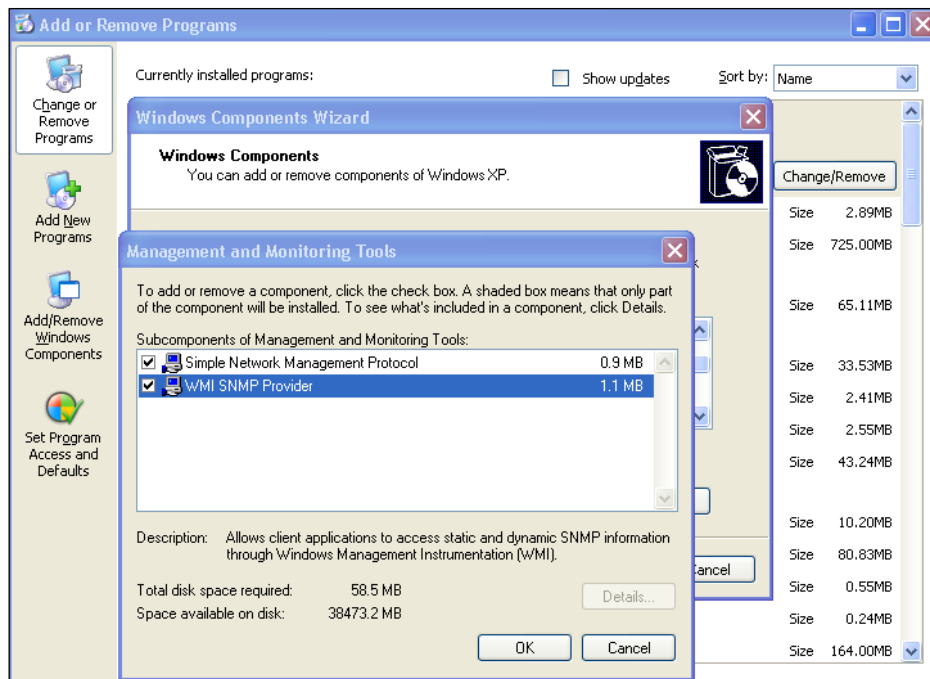 Add or Remove Programs
Change or
Remove
Programs
Add New
Programs
Add/Remove
Windows
Components
Set Program
Access and
Defaults
Currently installed programs:
Show updates
Sort by:
Name
Change/Remove
Size 2.89MB
Size 725.00MB
Size 65.11MB
Size 33.53MB
Size 2.41MB
Size 2.55MB
Size 43.24MB
Size 10.20MB
Size 80.83MB
Size 0.55MB
Size 0.24MB
Size 164.00MB
Windows Components Wizard
Windows Components
You can add or remove components of Windows XP.
Management and Monitoring Tools
To add or remove a component, click the check box. A shaded box means that only part
of the component will be installed. To see what's included in a component, click Details.
Subcomponents of Management and Monitoring Tools:
Simple Network Management Protocol 0.9 MB
WMI SNMP Provider 1.1 MB
Description: Allows client applications to access static and dynamic SNMP information
through Windows Management Instrumentation (WMI).
Total disk space required: 58.5 MB
Space available on disk: 38473.2 MB
Details...
OK
Cancel